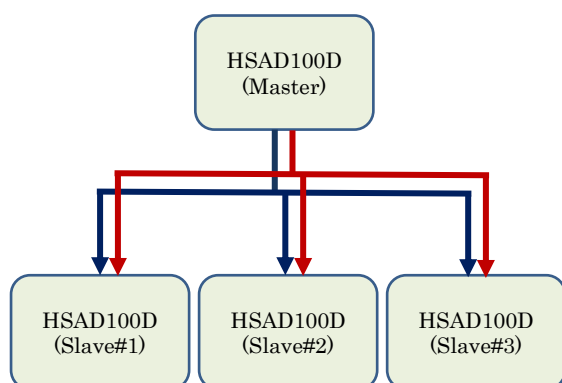 HSAD100D
(Master)
HSAD100D
(Slave#1)
HSAD100D
(Slave#2)
HSAD100D
(Slave#3)